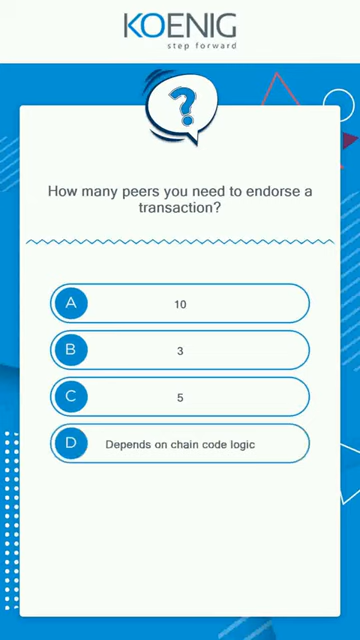 KOENIG
step forward
?
How many peers you need to endorse a
transaction?
A 10
B 3
C 5
D Depends on chain code logic